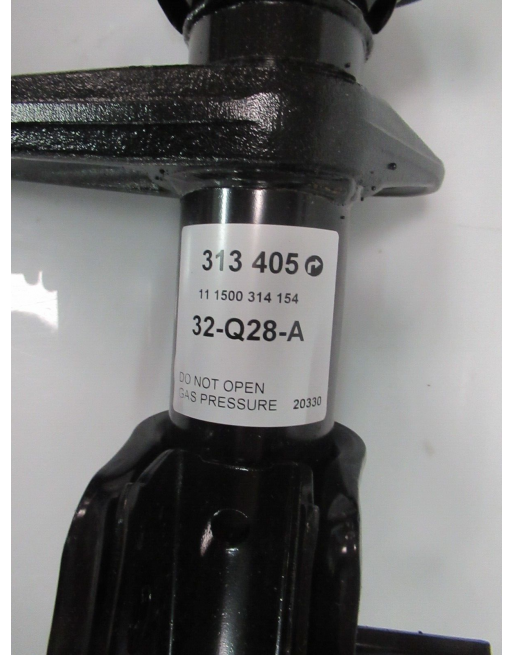 313 405
11 1500 314 154
32-Q28-A
DO NOT OPEN
GAS PRESSURE 20330